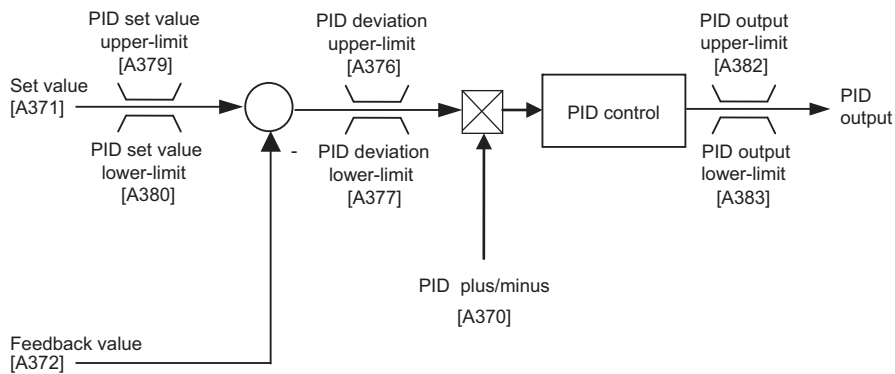 PID set value
upper-limit
[A379]
PID deviation
upper-limit
[A376]
PID output
upper-limit
[A382]
Set value
[A371]
PID control
PID
output
PID set value
lower-limit
[A380]
-
PID deviation
lower-limit
[A377]
PID output
lower-limit
[A383]
PID plus/minus
[A370]
Feedback value
[A372]